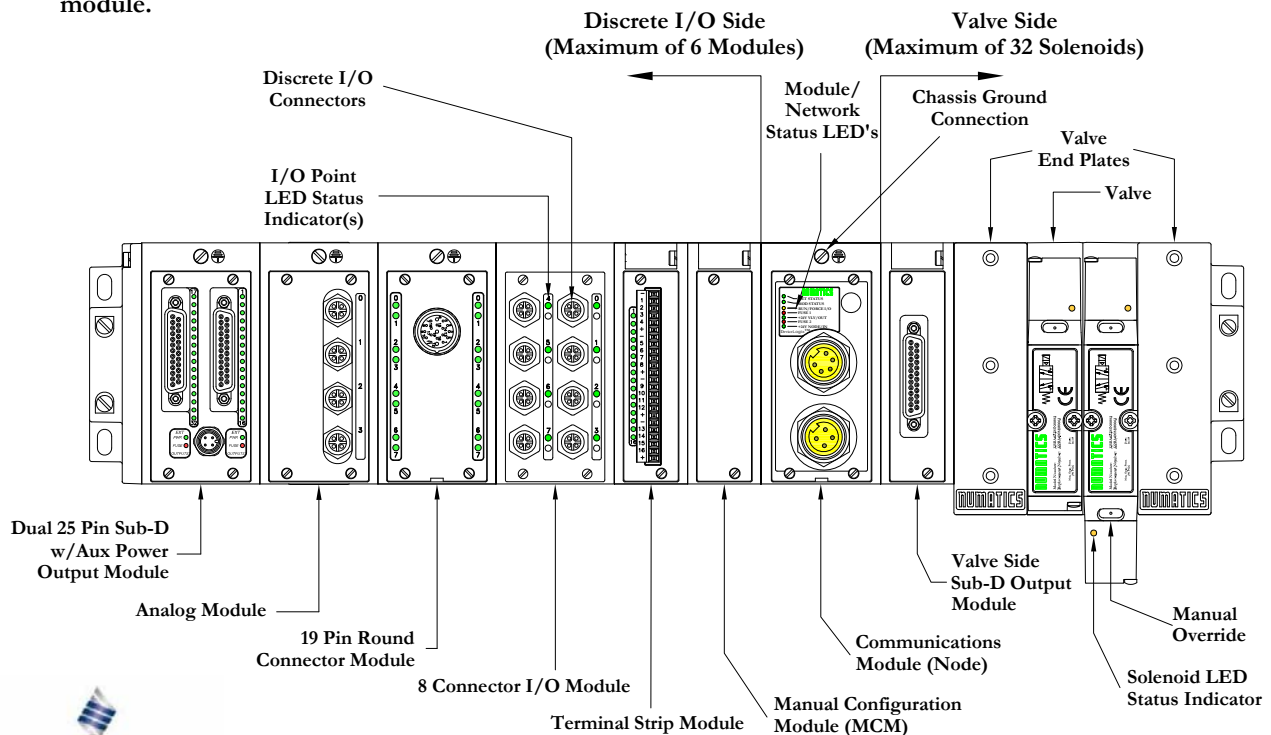 module.
Discrete I/O Side
(Maximum of 6 Modules)
Valve Side
(Maximum of 32 Solenoids)
Discrete I/O
Connectors
Module/
Network
Status LED's
Chassis Ground
Connection
Valve
End Plates
Valve
I/O Point
LED Status
Indicator(s)
NUMATICS
NUMATICS
NUMATICS
NUMATICS
NUMATICS
Dual 25 Pin Sub-D
w/Aux Power
Output Module
Analog Module
19 Pin Round
Connector Module
8 Connector I/O Module
Terminal Strip Module
Manual Configuration
Module (MCM)
Communications
Module (Node)
Valve Side
Sub-D Output
Module
Manual
Override
Solenoid LED
Status Indicator